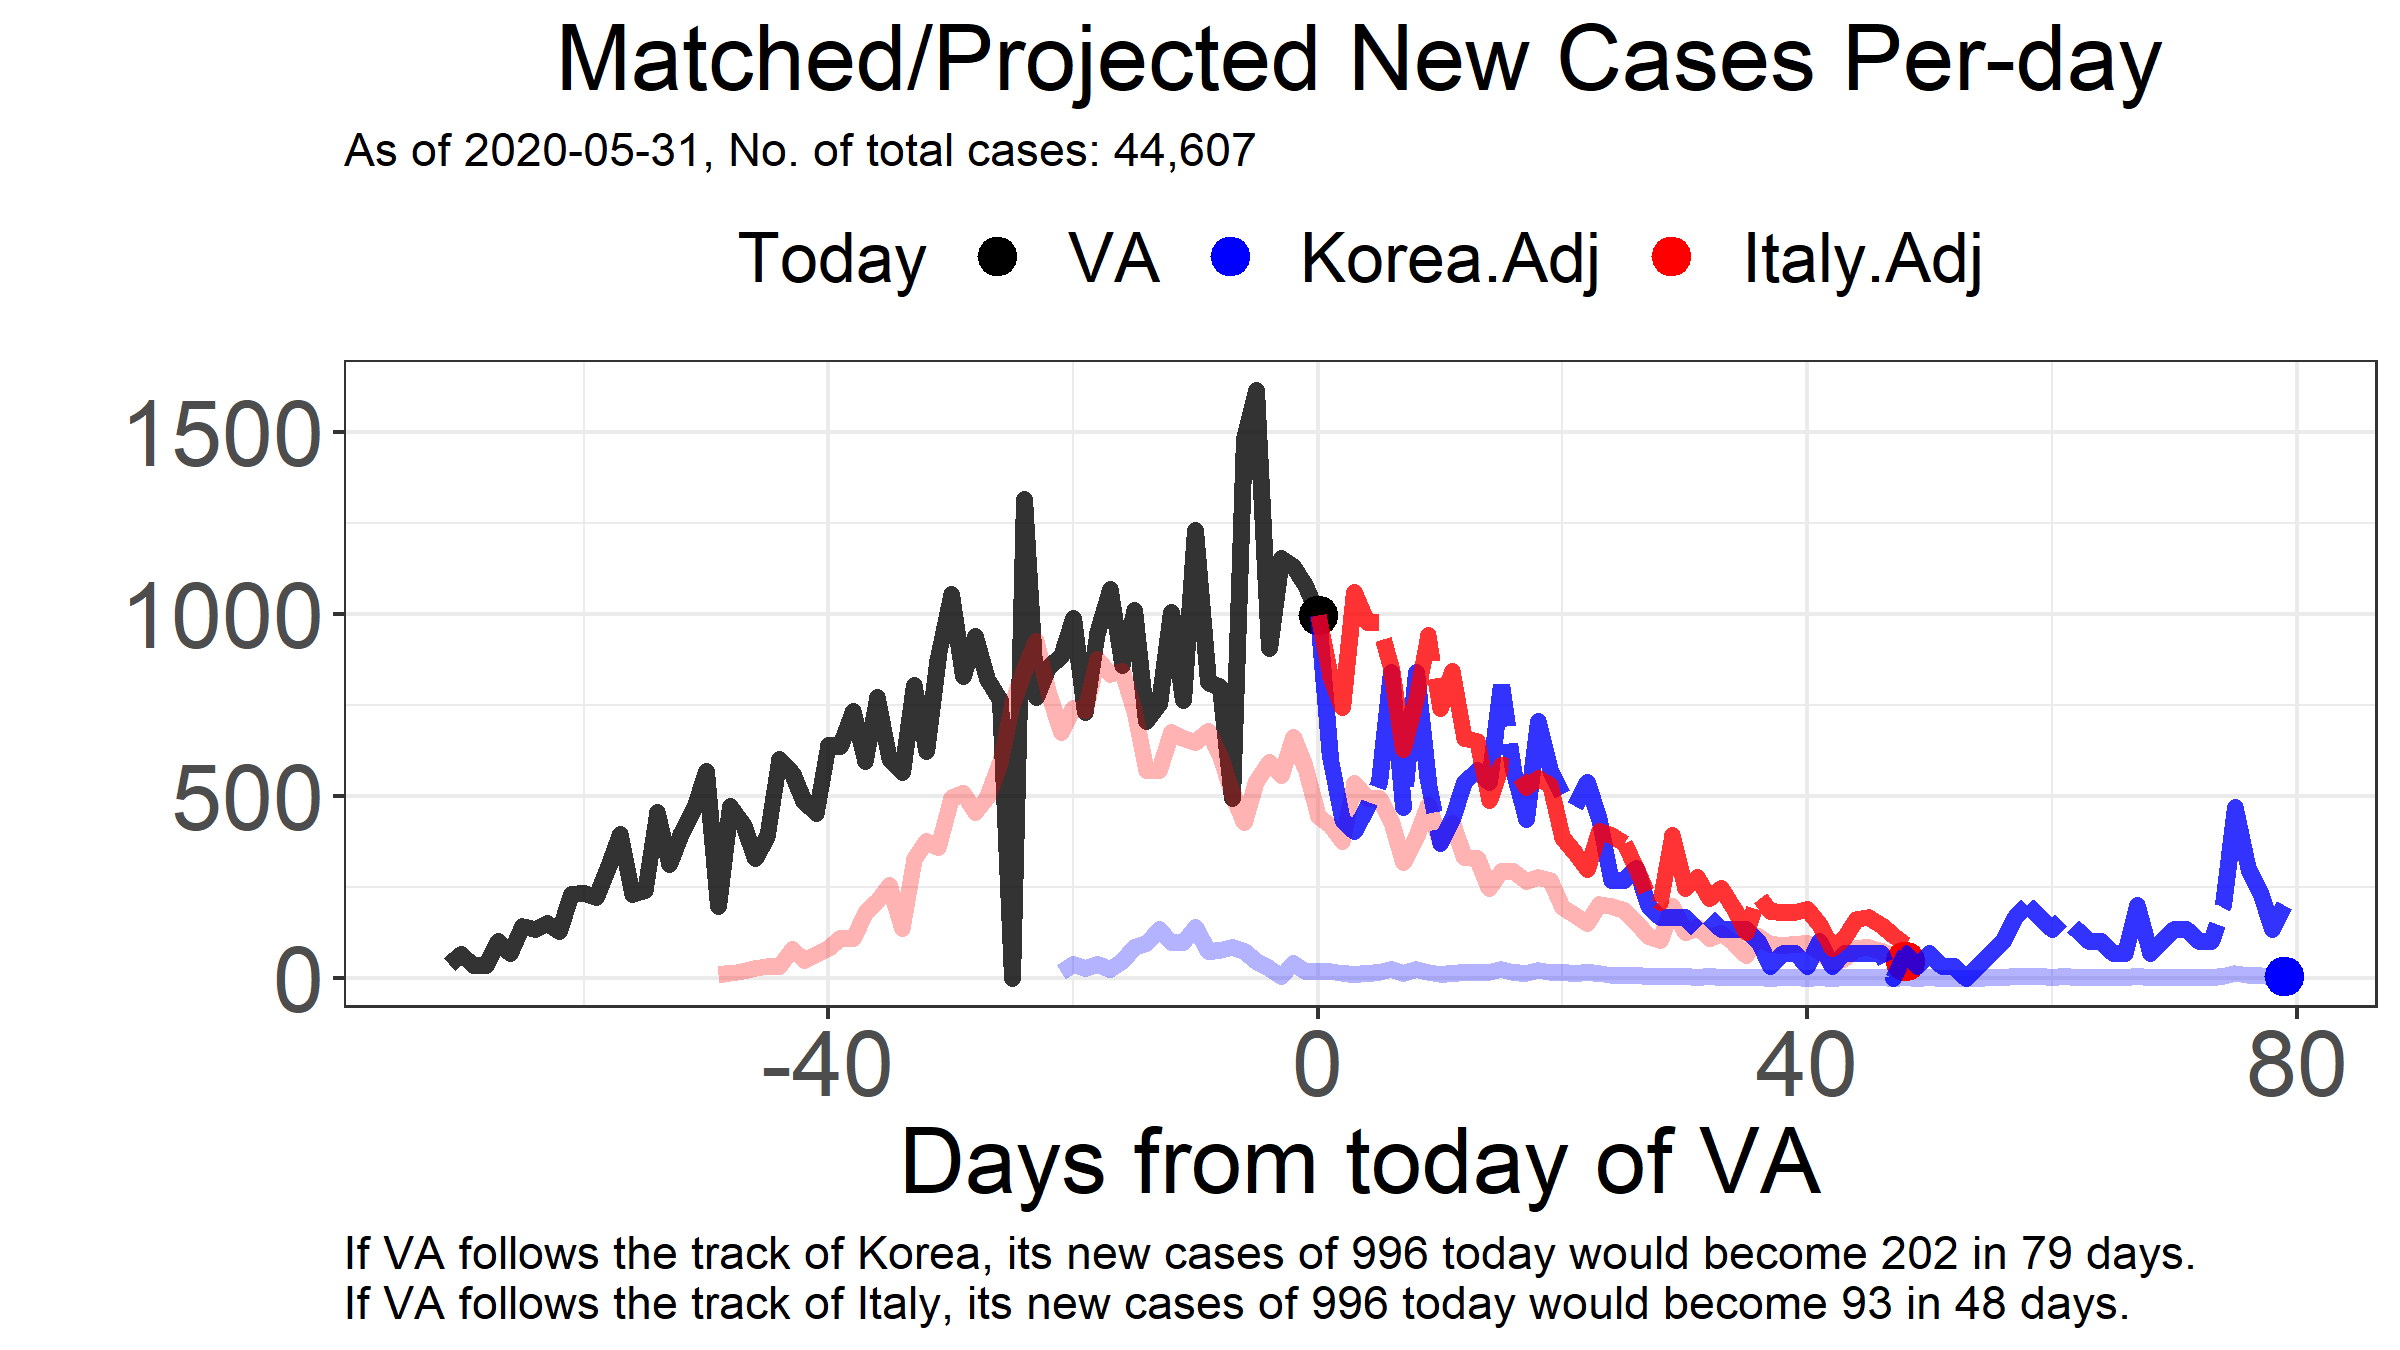 Matched/Projected New Cases Per-day
As of 2020-05-31, No. of total cases: 44,607
Today VA Korea.Adj Italy.Adj
1500
1000
500
0
-40 0 40 80
Days from today of VA
If VA follows the track of Korea, its new cases of 996 today would become 202 in 79 days.
If VA follows the track of Italy, its new cases of 996 today would become 93 in 48 days.